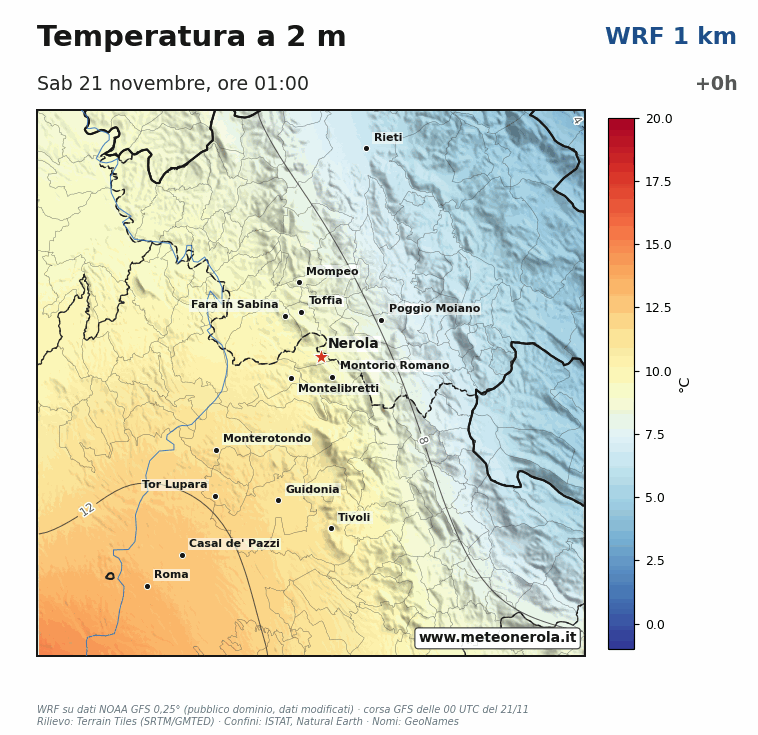 Temperatura a 2 m
WRF 1 km
Sab 21 novembre, ore 01:00
+0h
4
Rieti
Mompeo
Toffia
Fara in Sabina
Poggio Moiano
Nerola
Montorio Romano
Montelibretti
8
Monterotondo
Tor Lupara
Guidonia
12
Tivoli
Casal de' Pazzi
Roma
www.meteonerola.it
20.0
17.5
15.0
12.5
10.0
7.5
5.0
2.5
0.0
°C
WRF su dati NOAA GFS 0,25° (pubblico dominio, dati modificati) · corsa GFS delle 00 UTC del 21/11
Rilievo: Terrain Tiles (SRTM/GMTED) · Confini: ISTAT, Natural Earth · Nomi: GeoNames